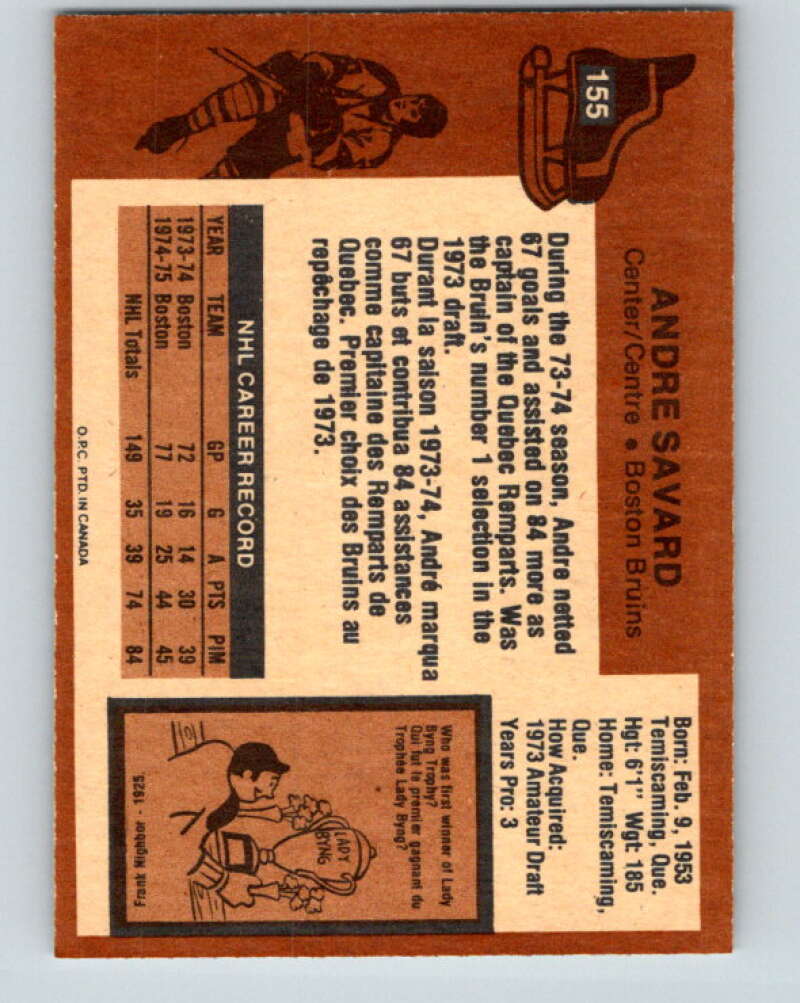 155
ANDRE SAVARD
Center/Centre • Boston Bruins
Born: Feb. 9, 1953
Temiscaming, Que.
Hgt: 6'1" Wgt: 185
Home: Temiscaming,
Que.
How Acquired:
1973 Amateur Draft
Years Pro: 3
During the 73-74 season, Andre netted
67 goals and assisted on 84 more as
captain of the Quebec Remparts. Was
the Bruin's number 1 selection in the
1973 draft.
Durant la saison 1973-74, André marqua
67 buts et contribua 84 assistances
comme capitaine des Remparts de
Quebec. Premier choix des Bruins au
repêchage de 1973.
NHL CAREER RECORD
YEAR TEAM GP G A PTS PIM
1973-74 Boston 72 16 14 30 39
1974-75 Boston 77 19 25 44 45
NHL Totals 149 35 39 74 84
O.P.C. PTD. IN CANADA
Who was first winner of Lady
Byng Trophy?
Qui fut le premier gagnant du
Trophée Lady Byng?
LADY
BYNG
Frank Nighbor - 1925